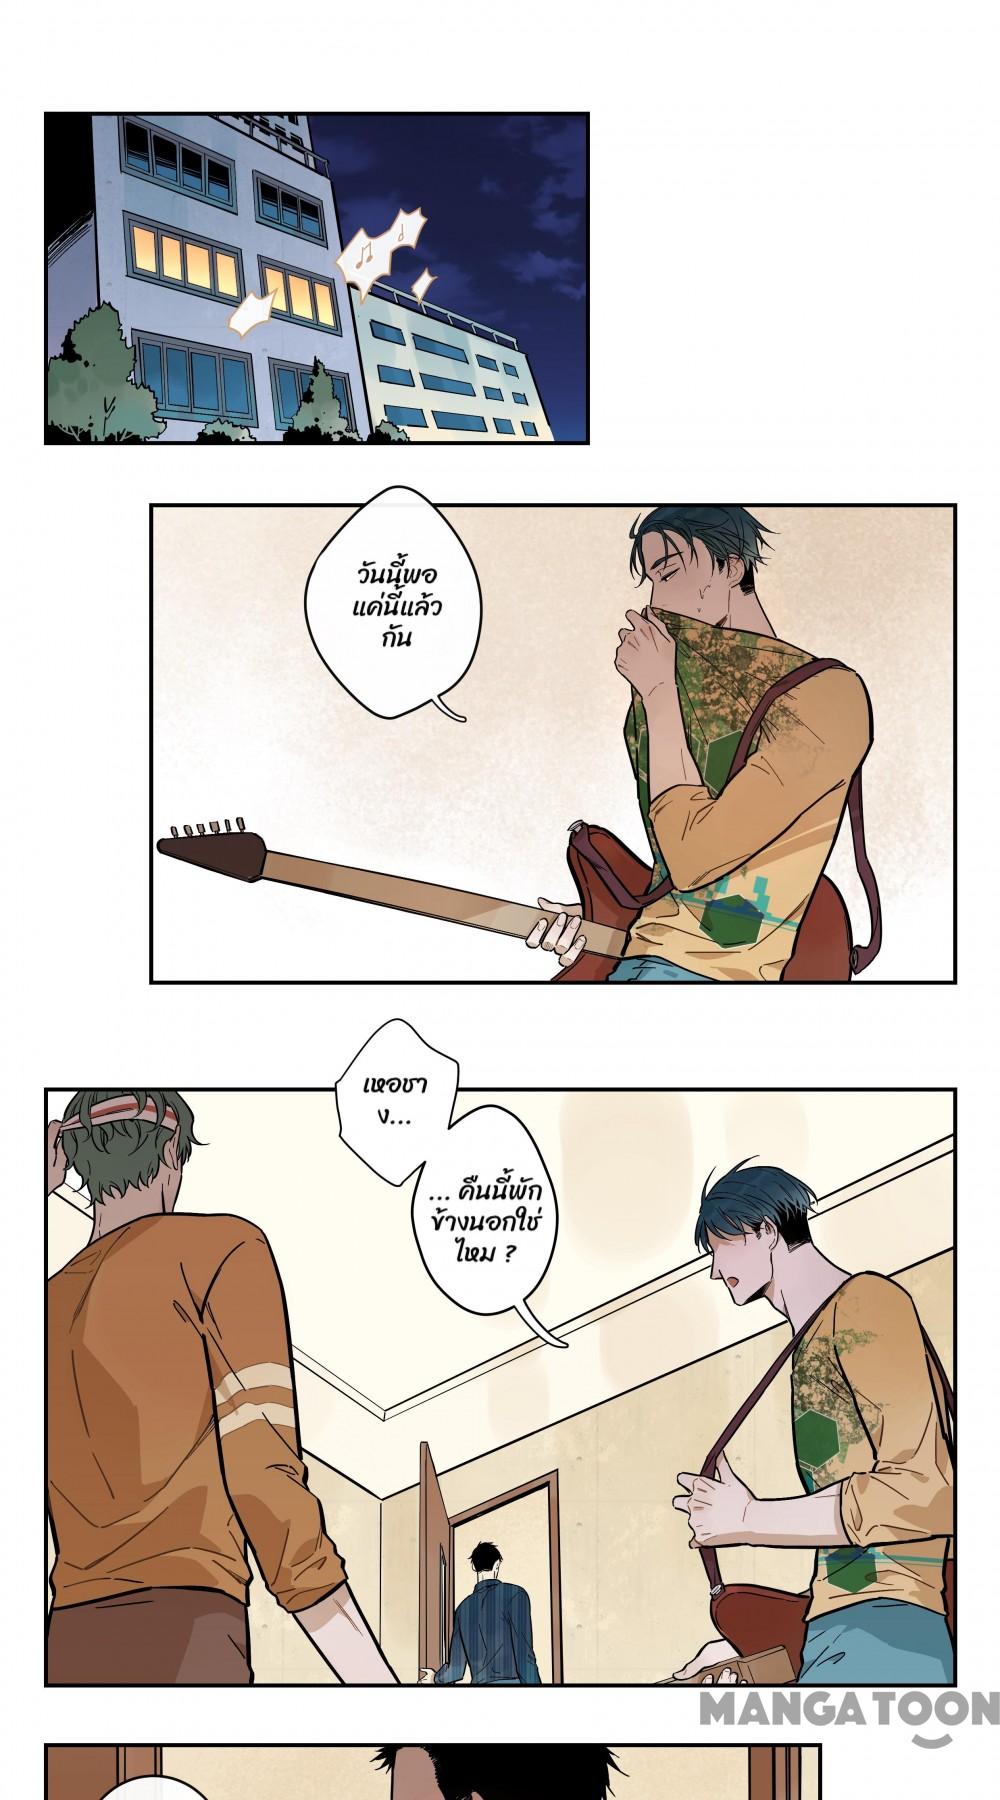 วันนี้พอ
แค่นี้แล้ว
กัน
เหอชา
ง...
... คืนนี้พัก
ข้างนอกใช่
ไหม ?
MANGATOON